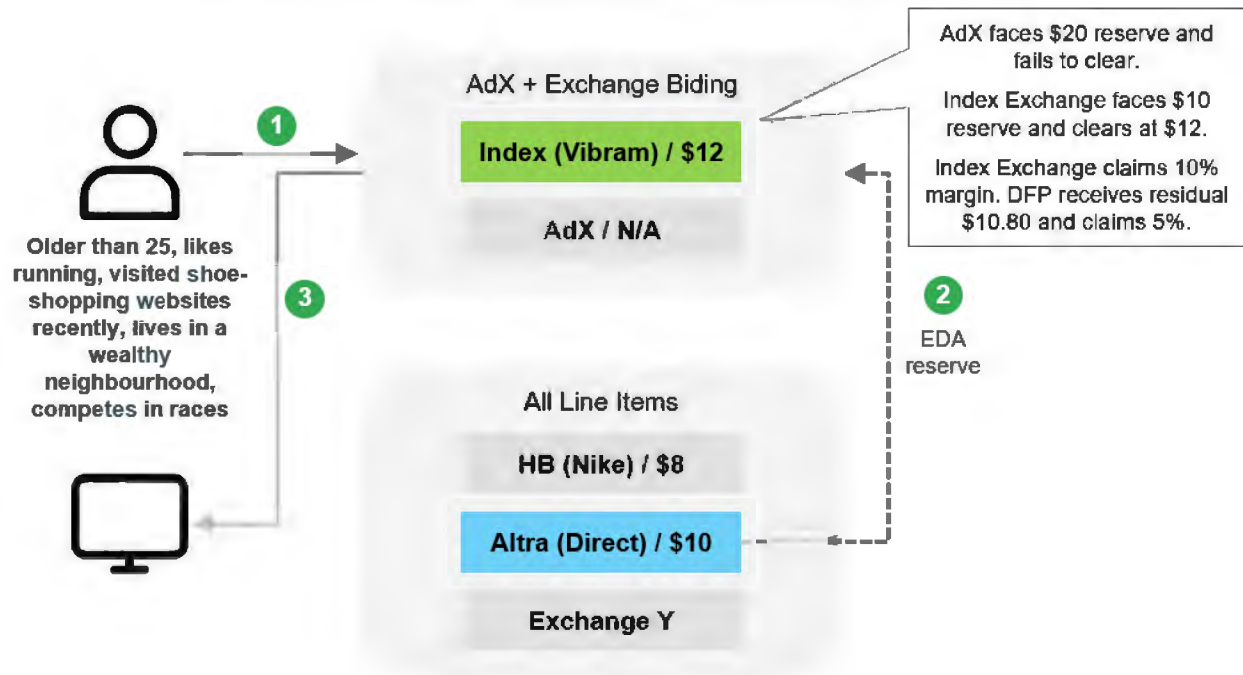 AdX + Exchange Biding
Index (Vibram) / $12
AdX / N/A
AdX faces $20 reserve and
fails to clear.
Index Exchange faces $10
reserve and clears at $12.
Index Exchange claims 10%
margin. DFP receives residual
$10.80 and claims 5%.
1
Older than 25, likes
running, visited shoe-
shopping websites
recently, lives in a
wealthy
neighbourhood,
competes in races
3
2
EDA
reserve
All Line Items
HB (Nike) / $8
Altra (Direct) / $10
Exchange Y